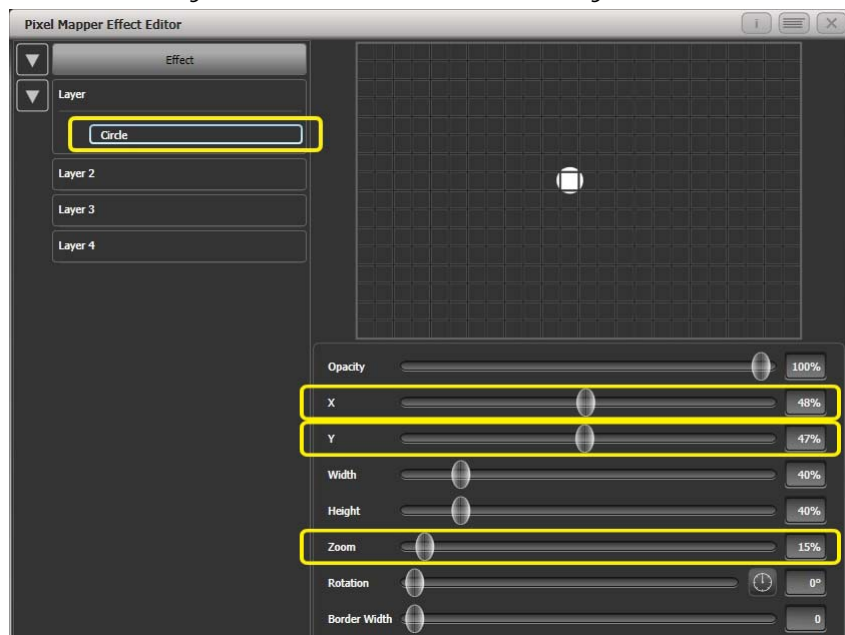 Pixel Mapper Effect Editor
Effect
Layer
Circle
Layer 2
Layer 3
Layer 4
Opacity 100%
X 48%
Y 47%
Width 40%
Height 40%
Zoom 15%
Rotation 0°
Border Width 0